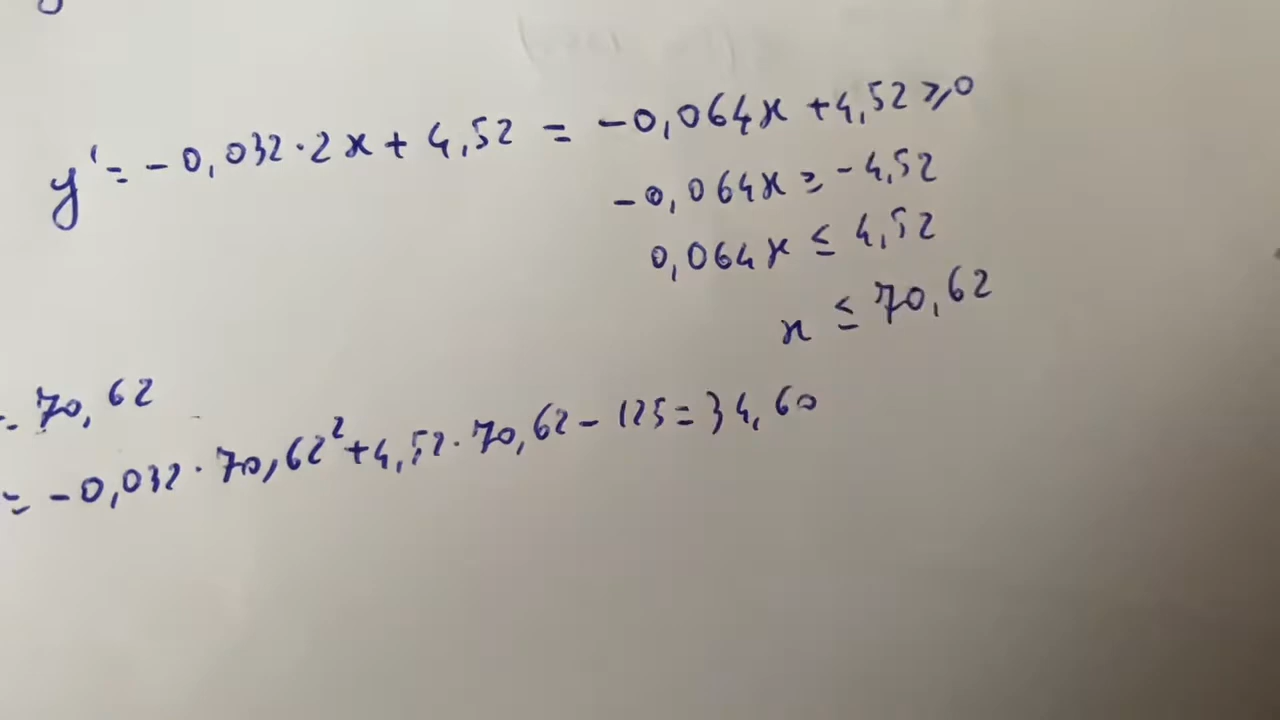 y' = -0,032·2x + 4,52 = -0,064x + 4,52 ≥ 0
-0,064x ≥ -4,52
0,064x ≤ 4,52
x ≤ 70,62
= 70,62
= -0,032·70,62² + 4,52·70,62 - 125 = 34,60